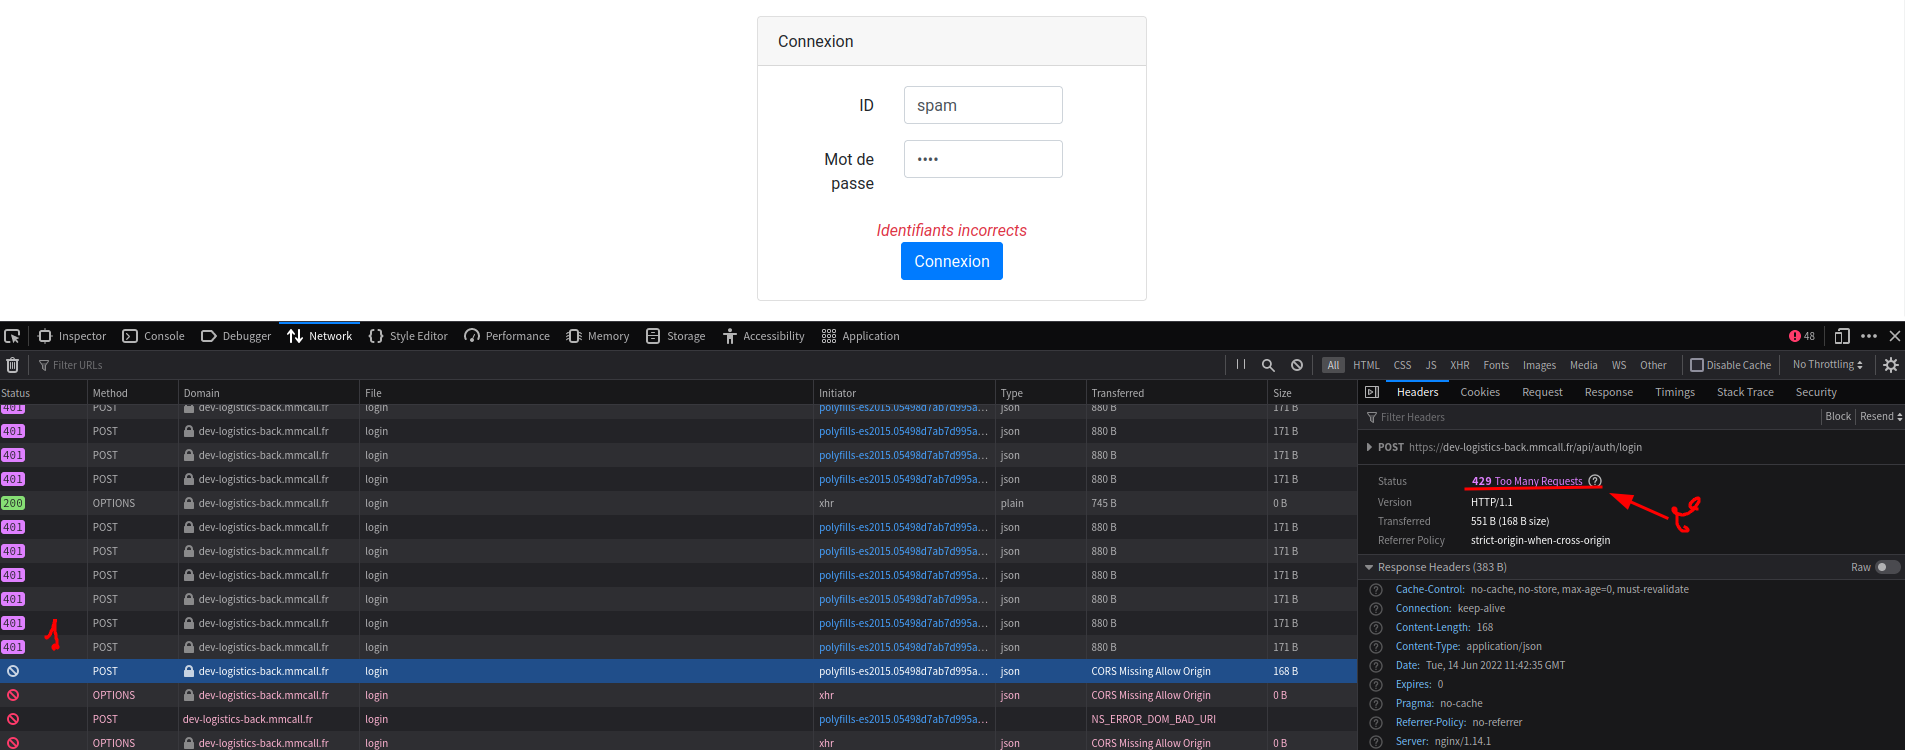 Connexion
ID
spam
Mot de
passe
••••
Identifiants incorrects
Connexion
Inspector Console Debugger Network Style Editor Performance Memory Storage Accessibility Application 48
Filter URLs All HTML CSS JS XHR Fonts Images Media WS Other Disable Cache No Throttling
Status Method Domain File Initiator Type Transferred Size
401 POST dev-logistics-back.mmcall.fr login polyfills-es2015.05498d7ab7d995a... json 880 B 171 B
401 POST dev-logistics-back.mmcall.fr login polyfills-es2015.05498d7ab7d995a... json 880 B 171 B
401 POST dev-logistics-back.mmcall.fr login polyfills-es2015.05498d7ab7d995a... json 880 B 171 B
401 POST dev-logistics-back.mmcall.fr login polyfills-es2015.05498d7ab7d995a... json 880 B 171 B
200 OPTIONS dev-logistics-back.mmcall.fr login xhr plain 745 B 0 B
401 POST dev-logistics-back.mmcall.fr login polyfills-es2015.05498d7ab7d995a... json 880 B 171 B
401 POST dev-logistics-back.mmcall.fr login polyfills-es2015.05498d7ab7d995a... json 880 B 171 B
401 POST dev-logistics-back.mmcall.fr login polyfills-es2015.05498d7ab7d995a... json 880 B 171 B
401 POST dev-logistics-back.mmcall.fr login polyfills-es2015.05498d7ab7d995a... json 880 B 171 B
401 POST dev-logistics-back.mmcall.fr login polyfills-es2015.05498d7ab7d995a... json 880 B 171 B
1
401 POST dev-logistics-back.mmcall.fr login polyfills-es2015.05498d7ab7d995a... json 880 B 171 B
POST dev-logistics-back.mmcall.fr login polyfills-es2015.05498d7ab7d995a... json CORS Missing Allow Origin 168 B
OPTIONS dev-logistics-back.mmcall.fr login xhr json CORS Missing Allow Origin 0 B
POST dev-logistics-back.mmcall.fr login polyfills-es2015.05498d7ab7d995a... NS_ERROR_DOM_BAD_URI
OPTIONS dev-logistics-back.mmcall.fr login xhr json CORS Missing Allow Origin 0 B
Headers Cookies Request Response Timings Stack Trace Security
Filter Headers Block Resend
POST https://dev-logistics-back.mmcall.fr/api/auth/login
Status 429 Too Many Requests
Version HTTP/1.1
Transferred 551 B (168 B size)
Referrer Policy strict-origin-when-cross-origin
Response Headers (383 B) Raw
Cache-Control: no-cache, no-store, max-age=0, must-revalidate
Connection: keep-alive
Content-Length: 168
Content-Type: application/json
Date: Tue, 14 Jun 2022 11:42:35 GMT
Expires: 0
Pragma: no-cache
Referrer-Policy: no-referrer
Server: nginx/1.14.1